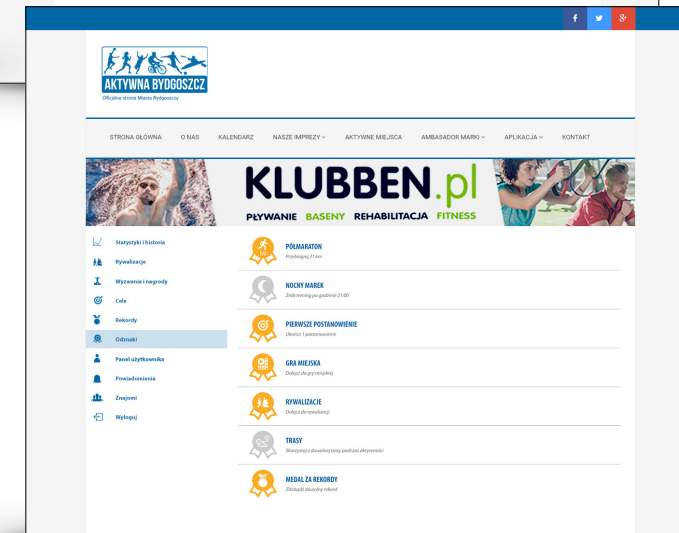 f
8+
AKTYWNA BYDGOSZCZ
Oficjalna strona Miasta Bydgoszczy
STRONA GŁÓWNA O NAS KALENDARZ NASZE IMPREZY AKTYWNE MIEJSCA AMBASADOR MARKI APLIKACJA KONTAKT
KLUBBEN.pl
PŁYWANIE BASENY REHABILITACJA FITNESS
Statystyki i historia
Rywalizacje
Wyzwania i nagrody
Cele
Rekordy
Odznaki
Panel użytkownika
Powiadomienia
Znajomi
Wyloguj
1/2
PÓŁMARATON
Przebiegnij 21 km
NOCNY MAREK
Zrób trening po godzinie 21:00
PIERWSZE POSTANOWIENIE
Ukończ 1 postanowienie
GRA MIEJSKA
Dołącz do gry miejskiej
RYWALIZACJE
Dołącz do rywalizacji
TRASY
Skorzystaj z dowolnej trasy podczas aktywności
MEDAL ZA REKORDY
Zdobądź dowolny rekord